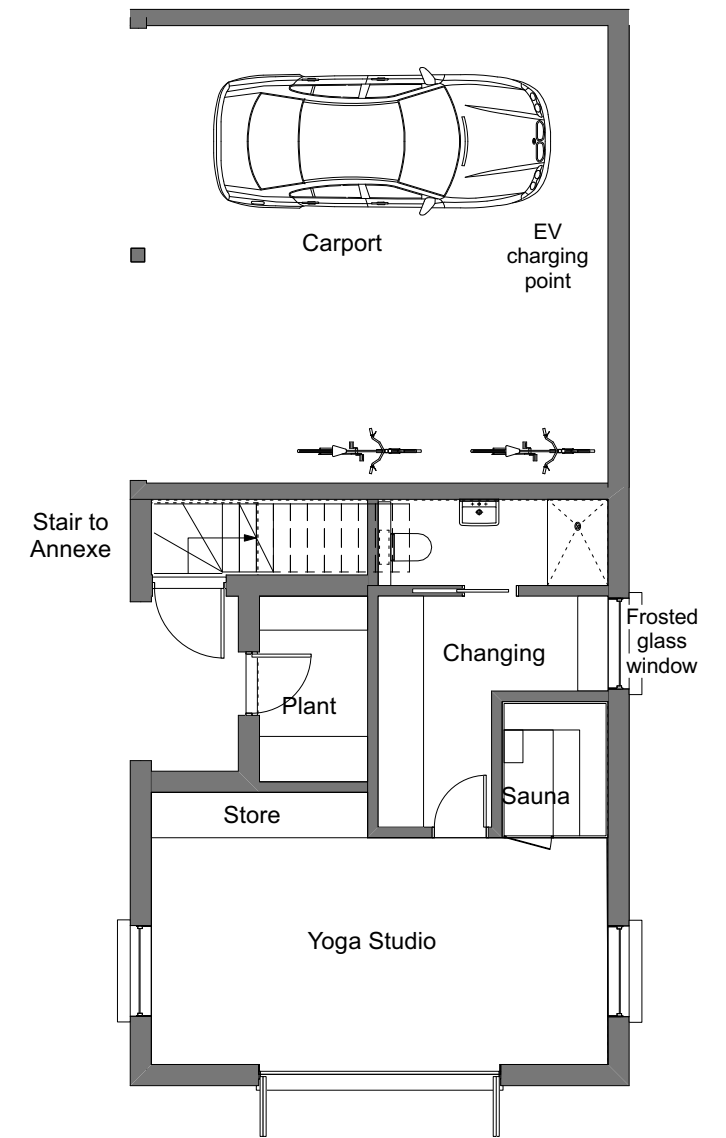 Carport
EV
charging
point
Stair to
Annexe
Frosted
glass
window
Changing
Plant
Sauna
Store
Yoga Studio